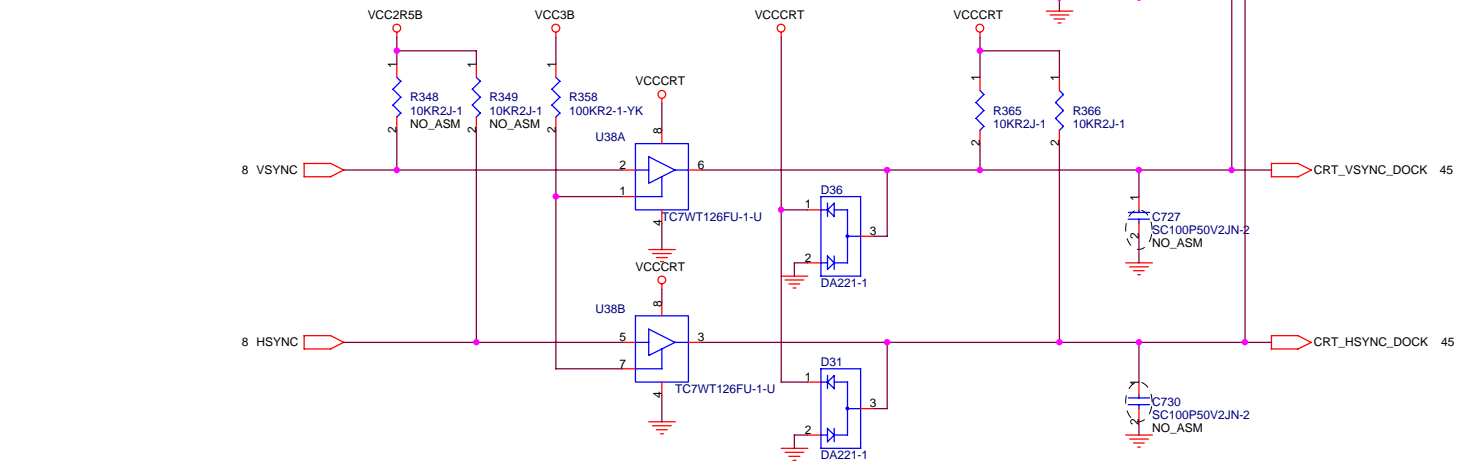 VCC2R5B
VCC3B
VCCCRT
VCCCRT
1
1
1
1
1
R348
10KR2J-1
NO_ASM
R349
10KR2J-1
NO_ASM
R358
100KR2-1-YK
VCCCRT
R365
10KR2J-1
R366
10KR2J-1
2
2
2
2
2
8
U38A
8 VSYNC
2
6
CRT_VSYNC_DOCK 45
1
TC7WT126FU-1-U
4
D36
1
3
2
DA221-1
1
C727
SC100P50V2JN-2
2
NO_ASM
VCCCRT
8
U38B
8 HSYNC
5
3
CRT_HSYNC_DOCK 45
7
TC7WT126FU-1-U
4
D31
1
3
2
DA221-1
1
C730
SC100P50V2JN-2
2
NO_ASM